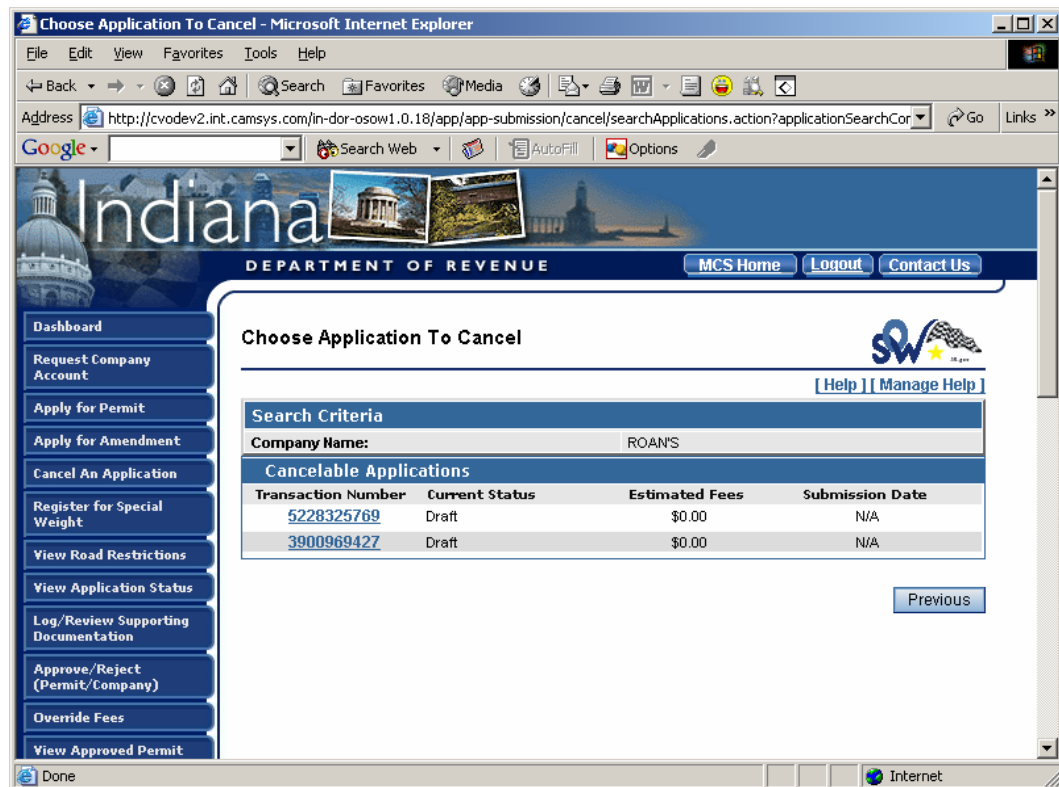 Choose Application To Cancel - Microsoft Internet Explorer
File Edit View Favorites Tools Help
Back Search Favorites Media
Address http://cvodev2.int.camsys.com/in-dor-osow1.0.18/app/app-submission/cancel/searchApplications.action?applicationSearchCor Go Links »
Google Search Web AutoFill Options
Indiana
DEPARTMENT OF REVENUE
MCS Home Logout Contact Us
Dashboard
Request Company
Account
Apply for Permit
Apply for Amendment
Cancel An Application
Register for Special
Weight
View Road Restrictions
View Application Status
Log/Review Supporting
Documentation
Approve/Reject
(Permit/Company)
Override Fees
View Approved Permit
Choose Application To Cancel
SOW
[ Help ] [ Manage Help ]
Search Criteria
Company Name: ROAN'S
Cancelable Applications
Transaction Number Current Status Estimated Fees Submission Date
5228325769 Draft $0.00 N/A
3900969427 Draft $0.00 N/A
Previous
Done Internet